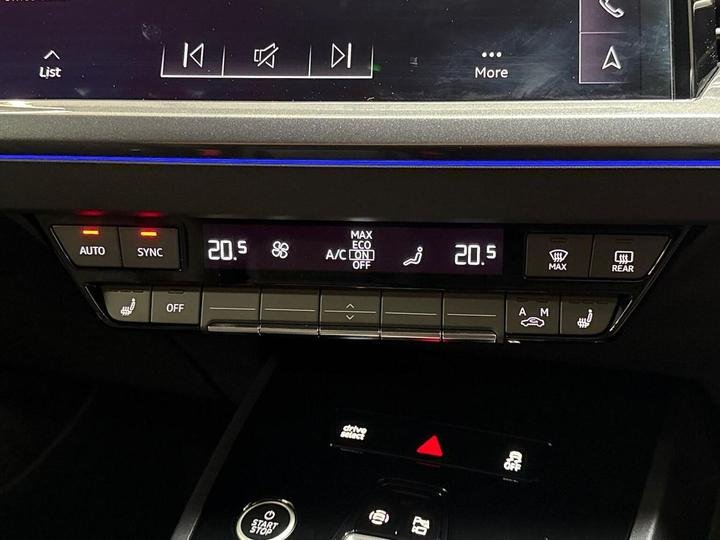 List
More
AUTO
SYNC
20.5
A/C
MAX
ECO
ON
OFF
20.5
MAX
REAR
OFF
A M
drive
select
OFF
START
STOP